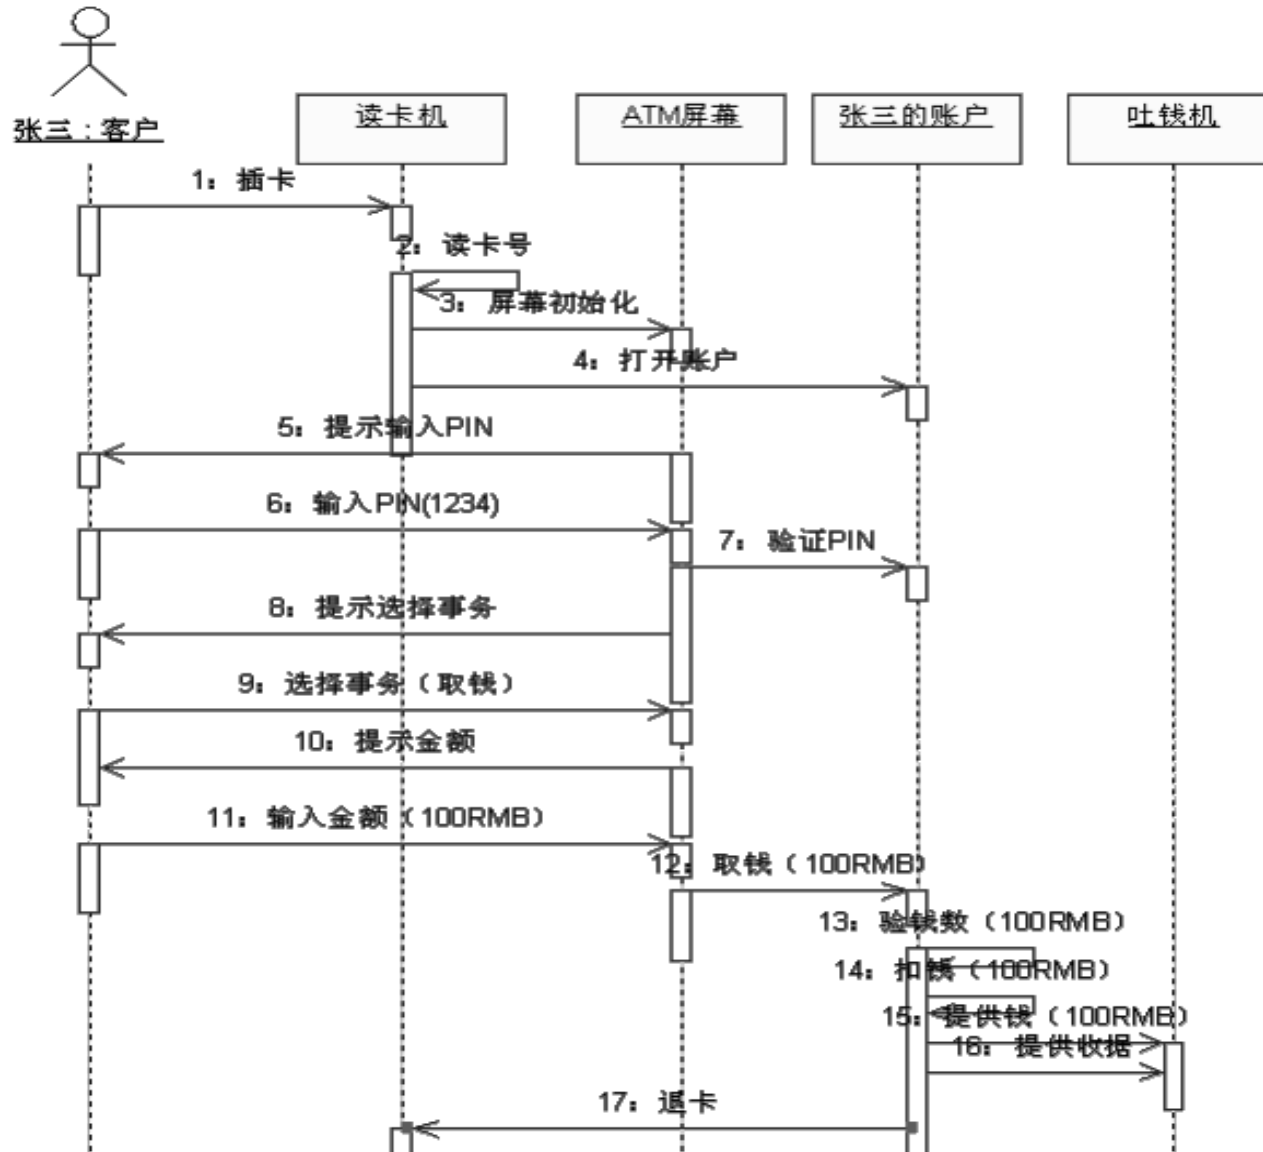 张三：客户
读卡机
ATM屏幕
张三的账户
吐钱机
1：插卡
2：读卡号
3：屏幕初始化
4：打开账户
5：提示输入PIN
6：输入PIN(1234)
7：验证PIN
8：提示选择事务
9：选择事务（取钱）
10：提示金额
11：输入金额（100RMB）
12：取钱（100RMB）
13：验钱数（100RMB）
14：扣钱（100RMB）
15：提供钱（100RMB）
16：提供收据
17：退卡